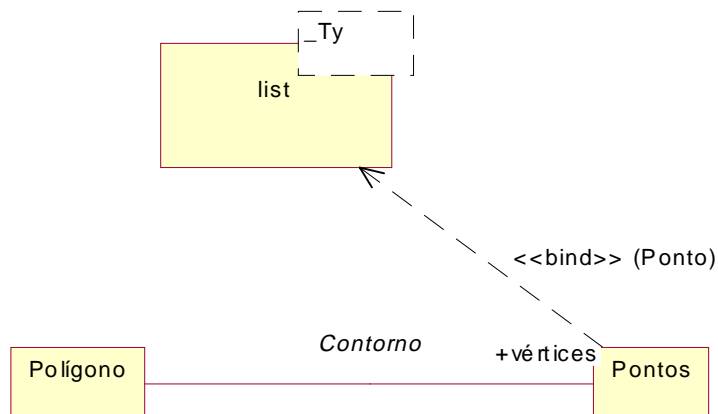 _Ty
list
<<bind>> (Ponto)
Contorno
+vértices
Polígono
Pontos